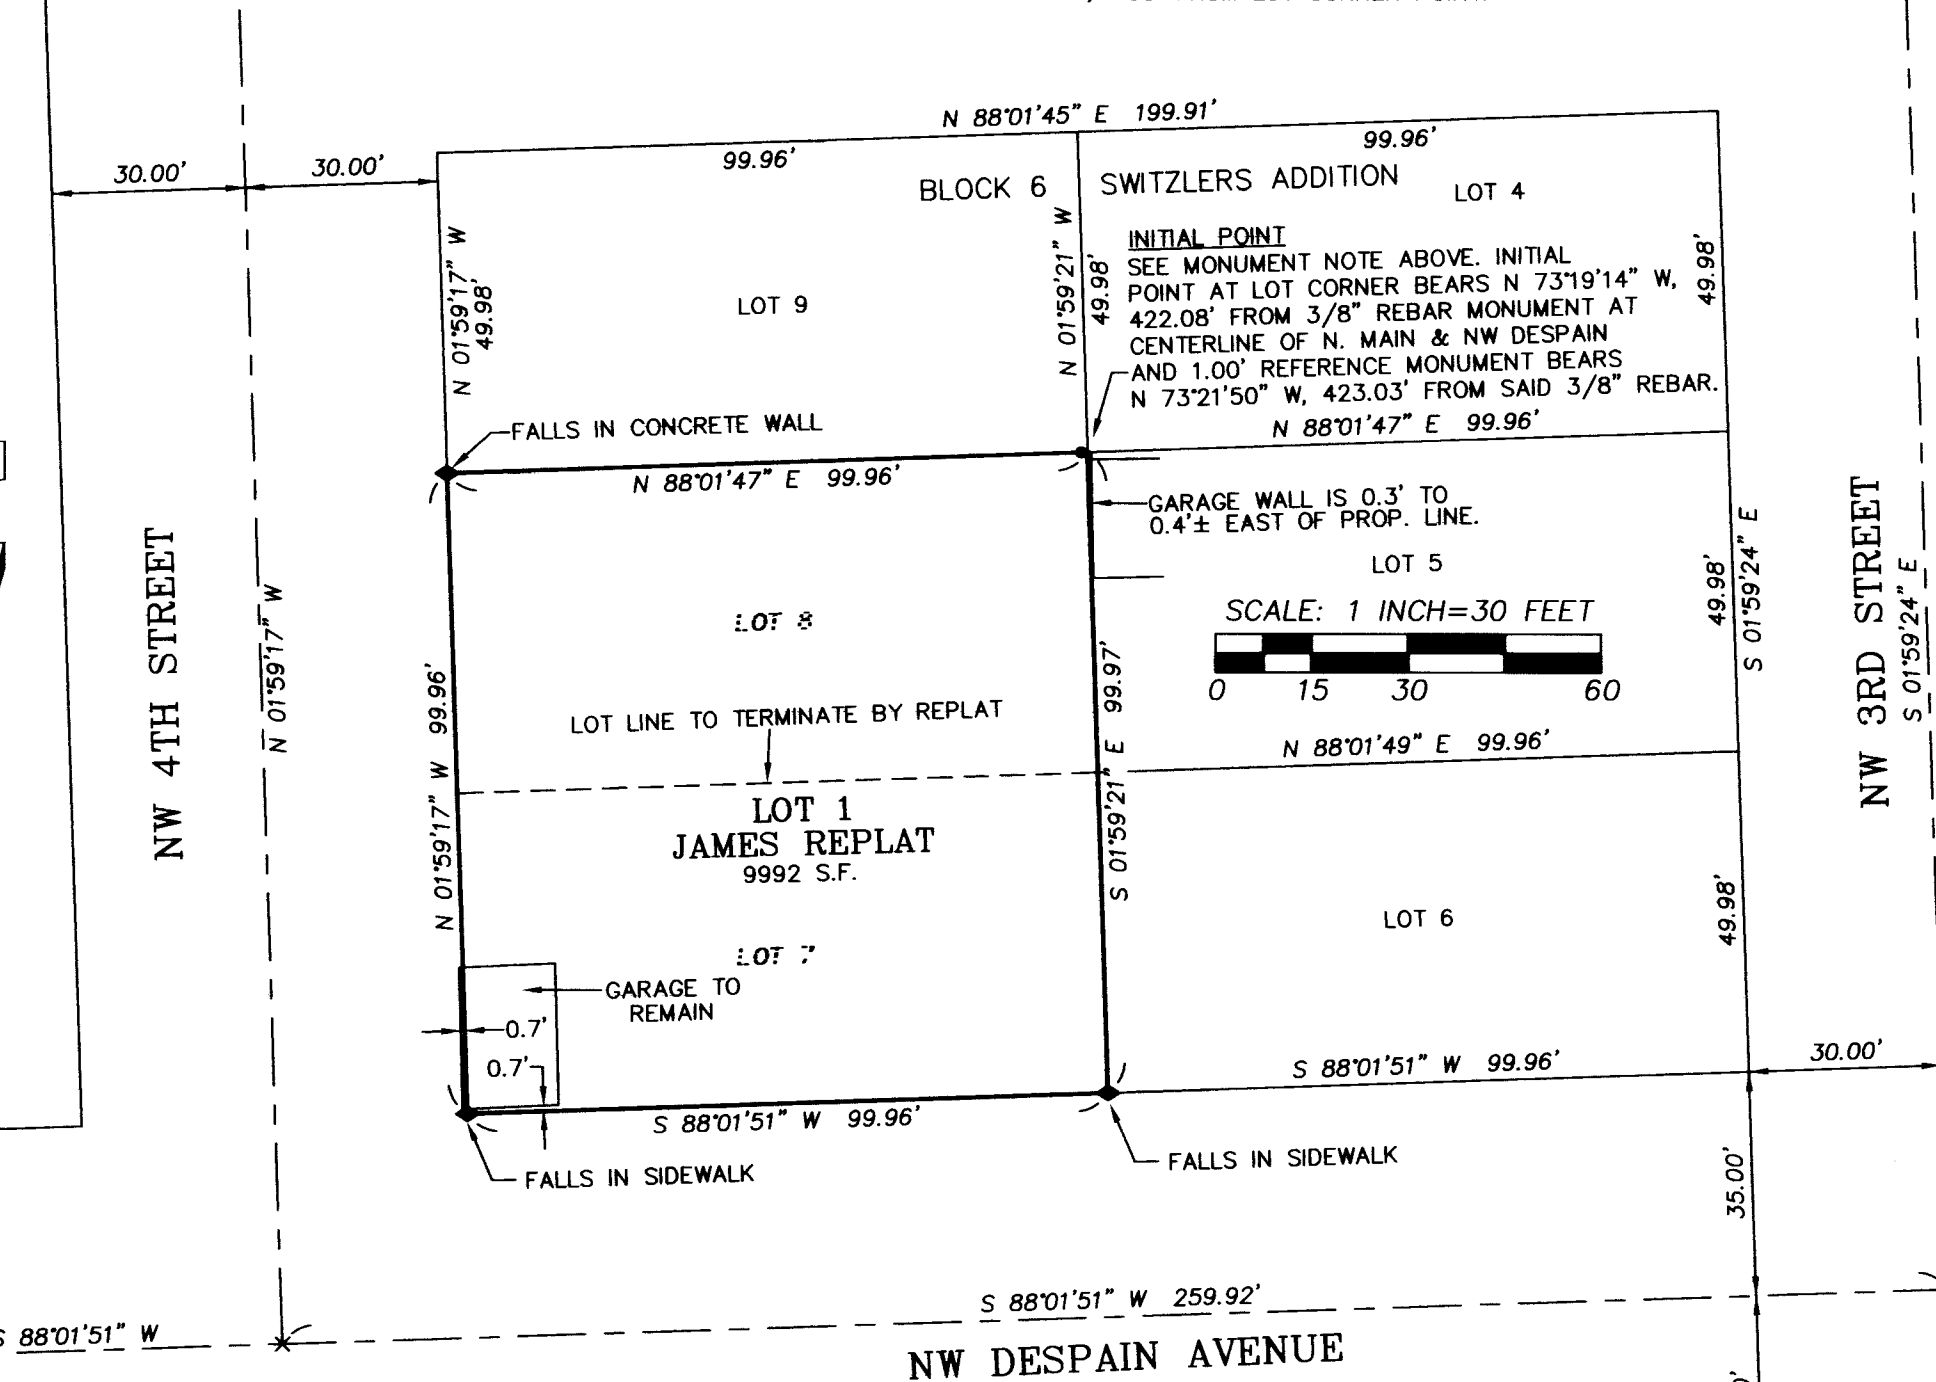 N 88°01'45" E 199.91'
30.00'
30.00'
99.96'
99.96'
BLOCK 6
SWITZLERS ADDITION
LOT 4
N 01°59'17" W
49.98'
LOT 9
N 01°59'21" W
49.98'
INITIAL POINT
SEE MONUMENT NOTE ABOVE. INITIAL
POINT AT LOT CORNER BEARS N 73°19'14" W,
422.08' FROM 3/8" REBAR MONUMENT AT
CENTERLINE OF N. MAIN & NW DESPAIN
AND 1.00' REFERENCE MONUMENT BEARS
N 73°21'50" W, 423.03' FROM SAID 3/8" REBAR.
49.98'
FALLS IN CONCRETE WALL
N 88°01'47" E 99.96'
N 88°01'47" E 99.96'
GARAGE WALL IS 0.3' TO
0.4'± EAST OF PROP. LINE.
LOT 5
SCALE: 1 INCH=30 FEET
0 15 30 60
49.98'
S 01°59'24" E
NW 3RD STREET
S 01°59'24" E
NW 4TH STREET
N 01°59'17" W
N 01°59'17" W 99.96'
LOT 8
LOT LINE TO TERMINATE BY REPLAT
S 01°59'21" E 99.97'
N 88°01'49" E 99.96'
LOT 1
JAMES REPLAT
9992 S.F.
LOT 7
LOT 6
49.98'
GARAGE TO
REMAIN
0.7'
0.7'
S 88°01'51" W 99.96'
S 88°01'51" W 99.96'
30.00'
FALLS IN SIDEWALK
FALLS IN SIDEWALK
35.00'
S 88°01'51" W 259.92'
S 88°01'51" W
NW DESPAIN AVENUE